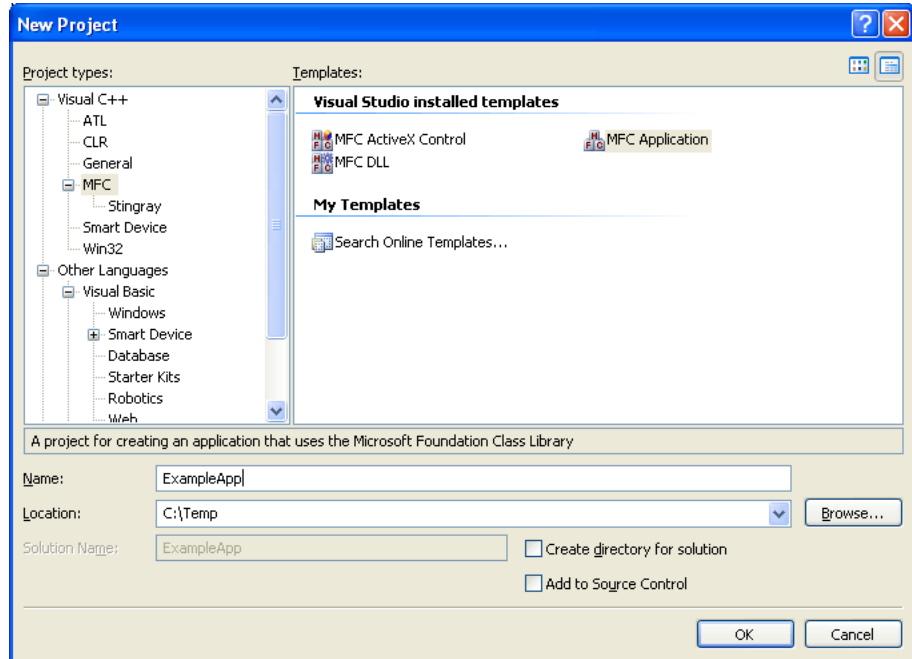 New Project
Project types:
Templates:
Visual C++
ATL
CLR
General
MFC
Stingray
Smart Device
Win32
Other Languages
Visual Basic
Windows
Smart Device
Database
Starter Kits
Robotics
Web
Visual Studio installed templates
MFC ActiveX Control
MFC Application
MFC DLL
My Templates
Search Online Templates...
A project for creating an application that uses the Microsoft Foundation Class Library
Name:
ExampleApp
Location:
C:\Temp
Browse...
Solution Name:
ExampleApp
Create directory for solution
Add to Source Control
OK
Cancel